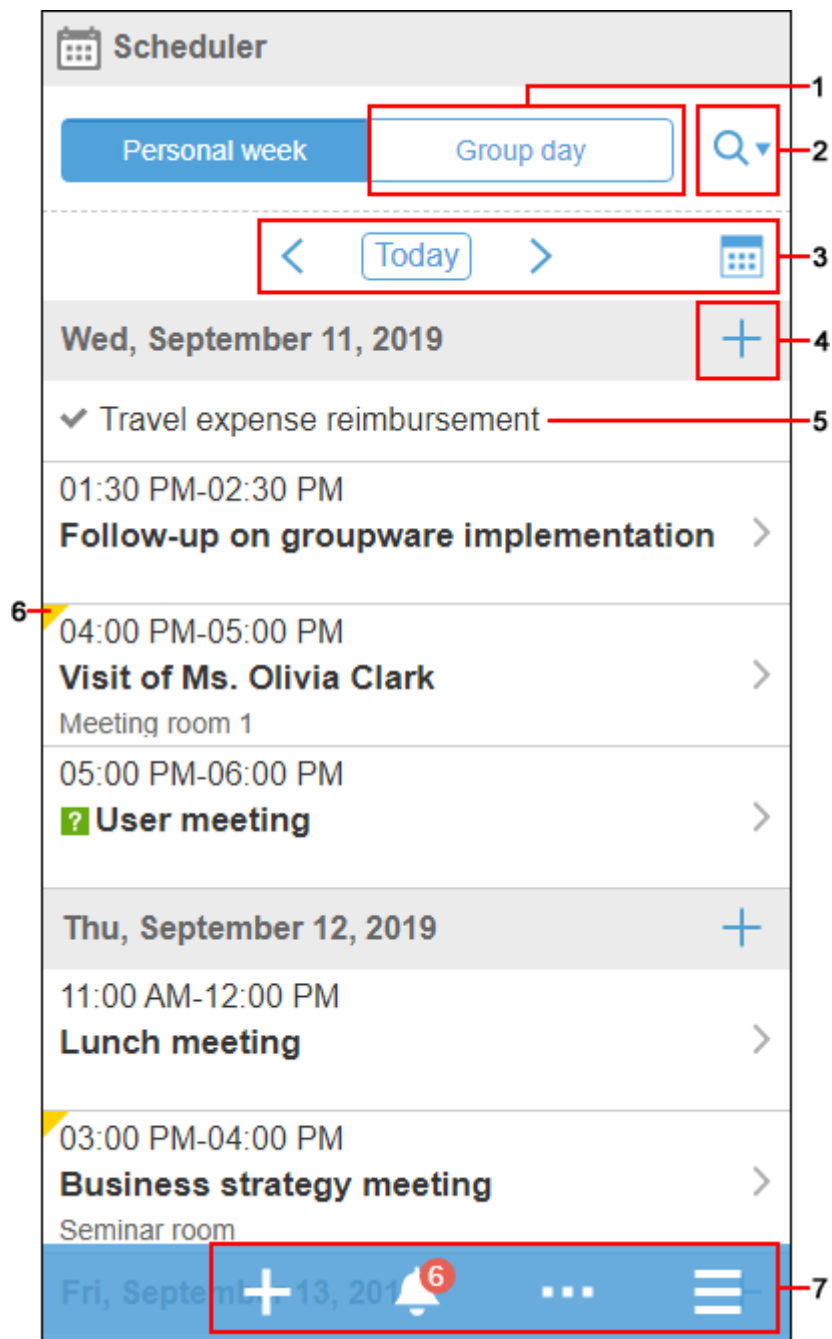 Scheduler
1
Personal week Group day
2
Today
3
Wed, September 11, 2019
4
Travel expense reimbursement
5
01:30 PM-02:30 PM
Follow-up on groupware implementation
6
04:00 PM-05:00 PM
Visit of Ms. Olivia Clark
Meeting room 1
05:00 PM-06:00 PM
? User meeting
Thu, September 12, 2019
11:00 AM-12:00 PM
Lunch meeting
03:00 PM-04:00 PM
Business strategy meeting
Seminar room
6
Fri, September 13, 201
7